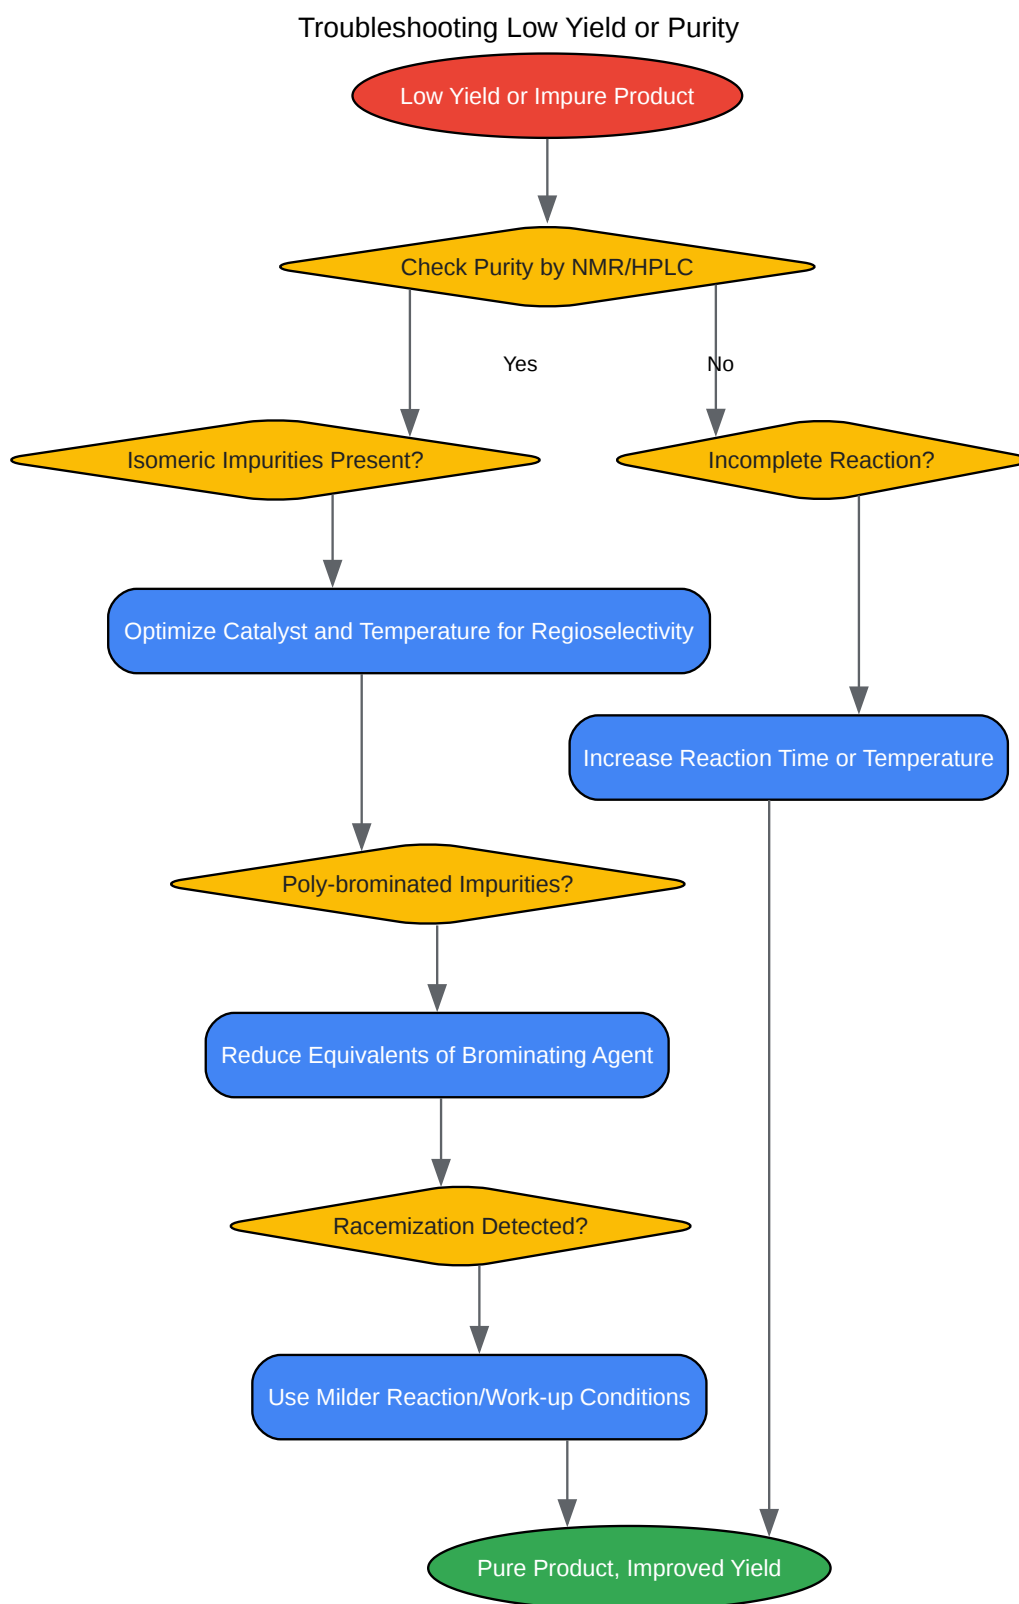 Troubleshooting Low Yield or Purity
Low Yield or Impure Product
Check Purity by NMR/HPLC
Yes
No
Isomeric Impurities Present?
Incomplete Reaction?
Optimize Catalyst and Temperature for Regioselectivity
Increase Reaction Time or Temperature
Poly-brominated Impurities?
Reduce Equivalents of Brominating Agent
Racemization Detected?
Use Milder Reaction/Work-up Conditions
Pure Product, Improved Yield